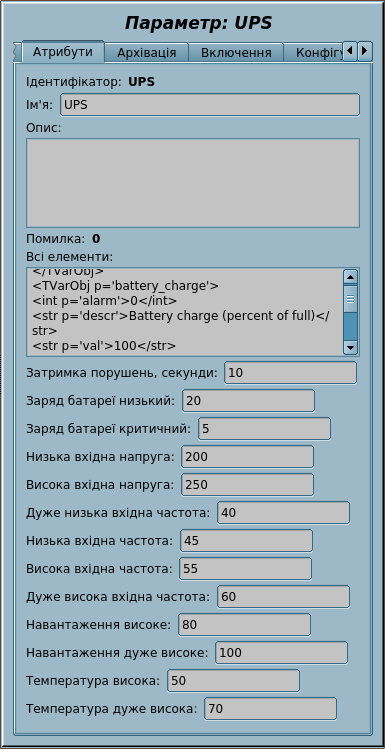 Параметр: UPS
Атрибути Архівація Включення Конфігу
Ідентифікатор: UPS
Ім'я: UPS
Опис:
Помилка: 0
Всі елементи:
</TVarObj>
<TVarObj p='battery_charge'>
<int p='alarm'>0</int>
<str p='descr'>Battery charge (percent of full)</
str>
<str p='val'>100</str>
Затримка порушень, секунди: 10
Заряд батареї низький: 20
Заряд батареї критичний: 5
Низька вхідна напруга: 200
Висока вхідна напруга: 250
Дуже низька вхідна частота: 40
Низька вхідна частота: 45
Висока вхідна частота: 55
Дуже висока вхідна частота: 60
Навантаження високе: 80
Навантаження дуже високе: 100
Температура висока: 50
Температура дуже висока: 70